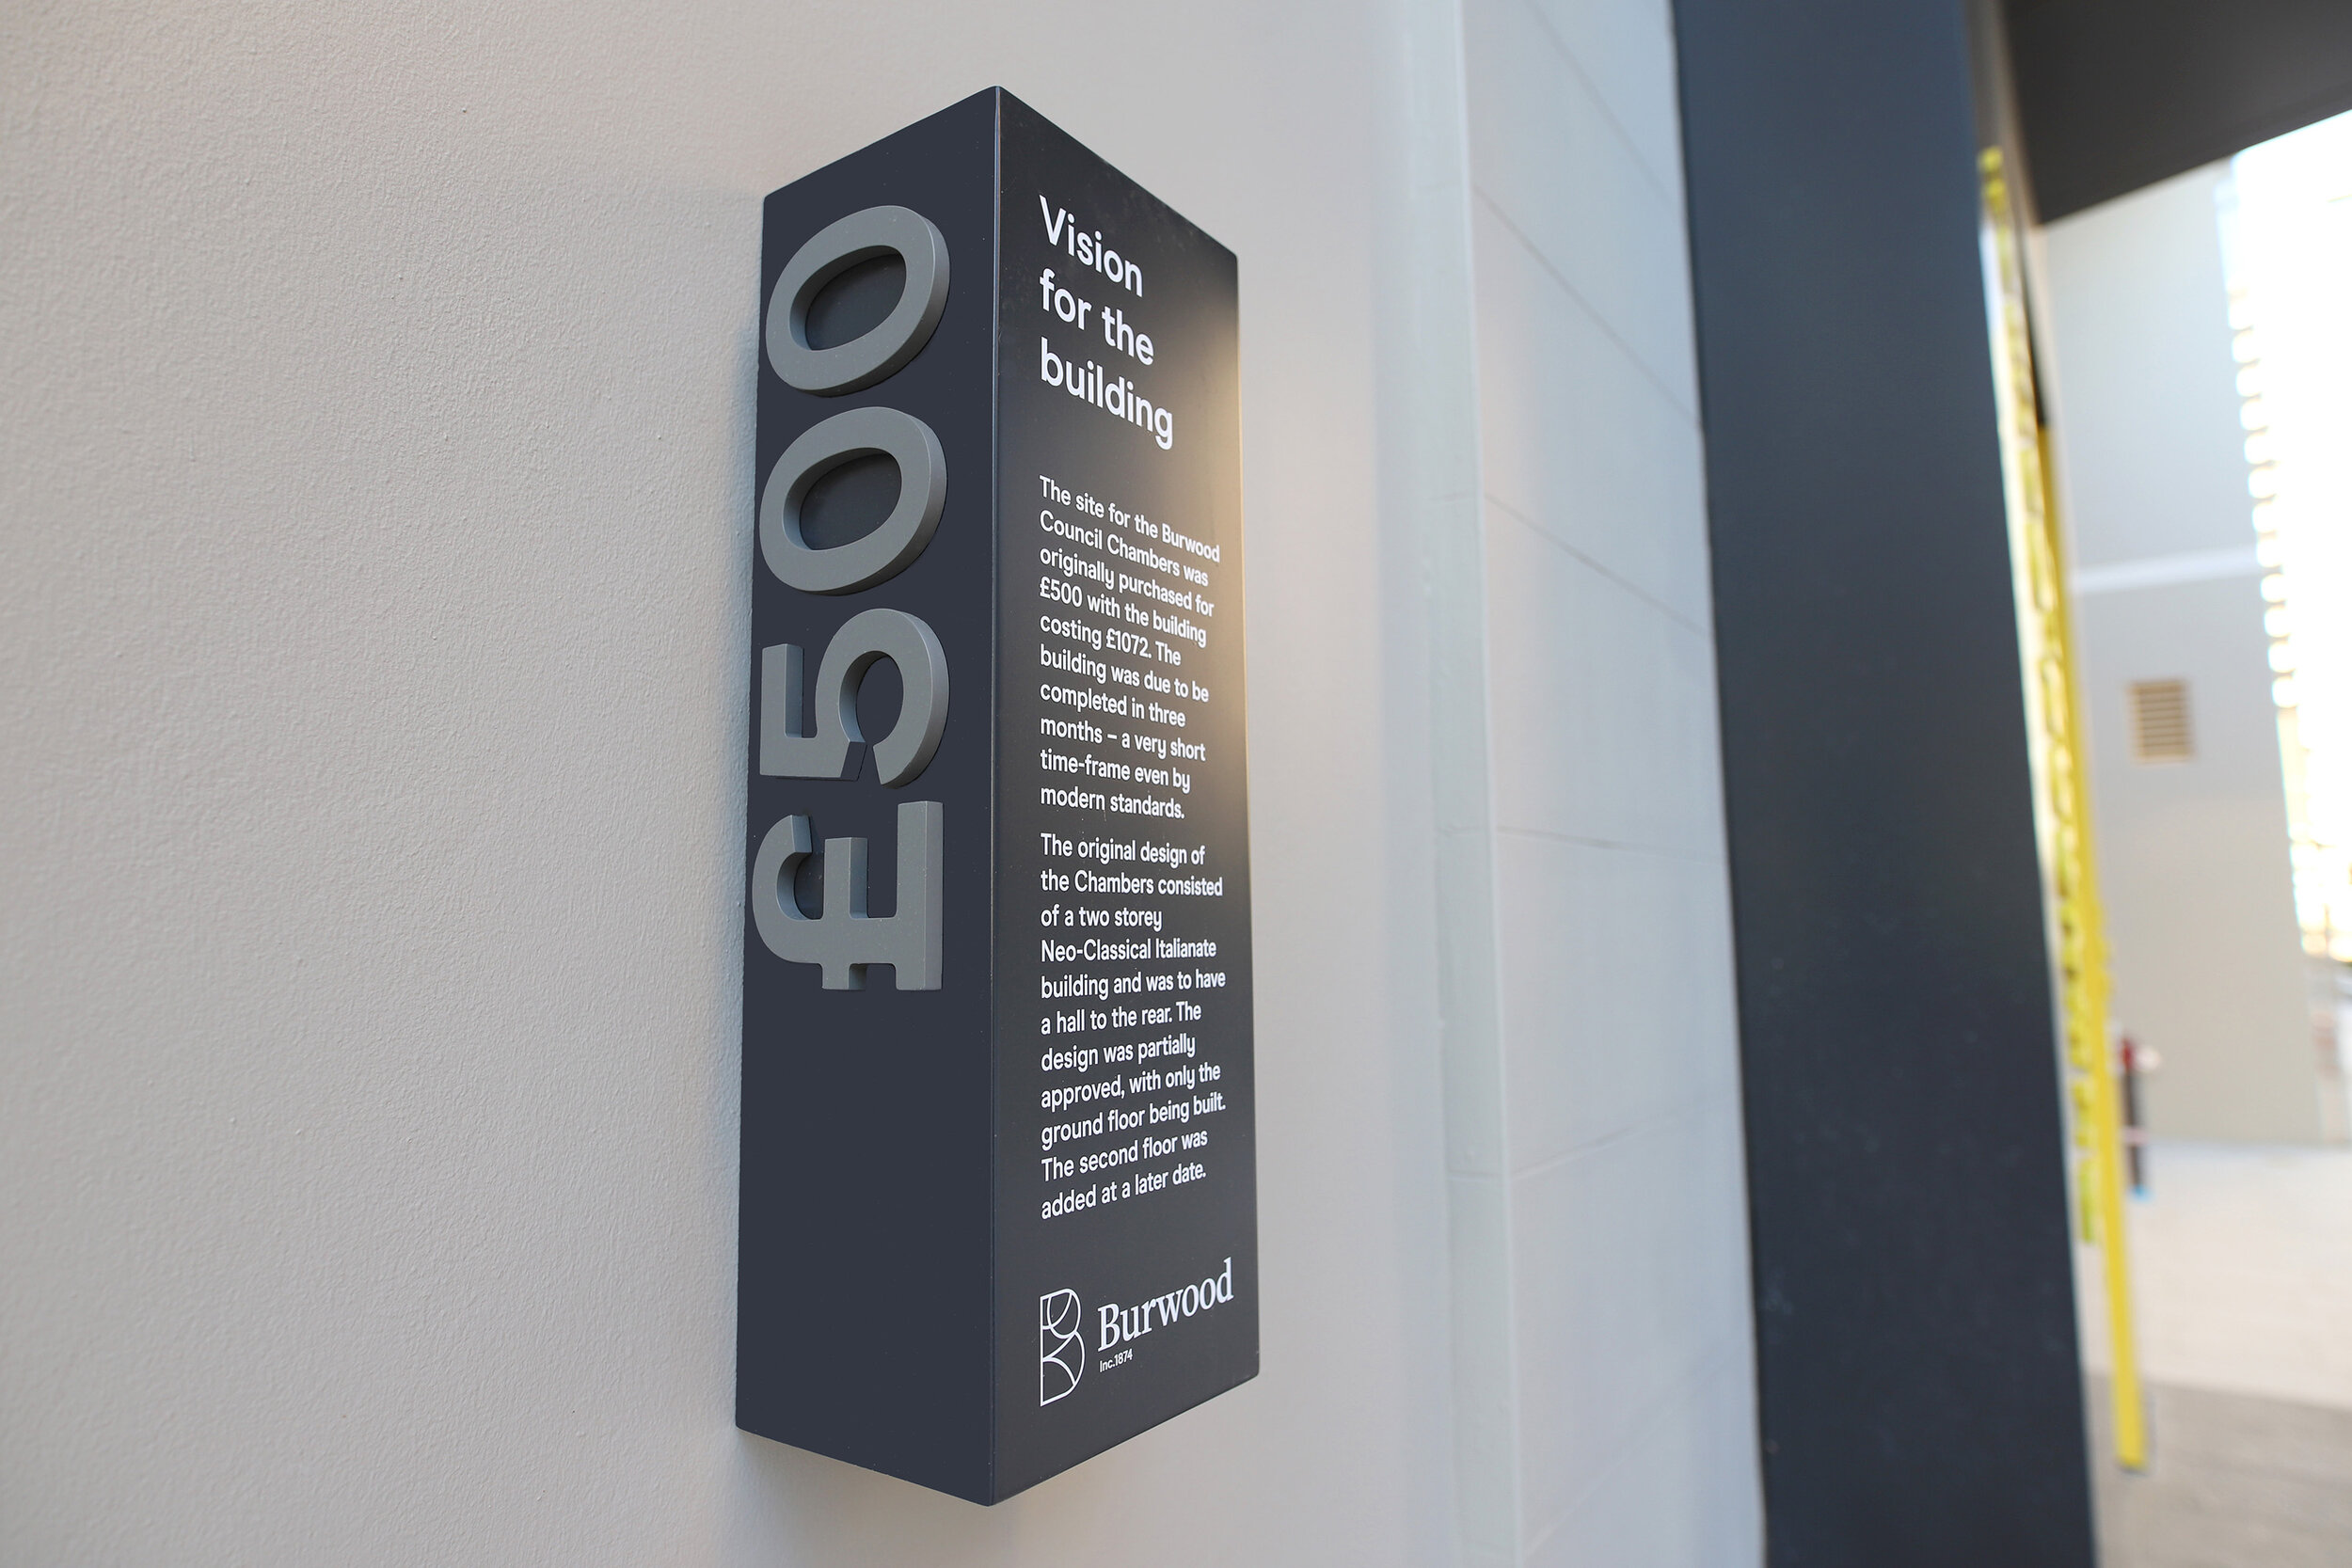 £500
Vision
for the
building
The site for the Burwood
Council Chambers was
originally purchased for
£500 with the building
costing £1072. The
building was due to be
completed in three
months – a very short
time-frame even by
modern standards.
The original design of
the Chambers consisted
of a two storey
Neo-Classical Italianate
building and was to have
a hall to the rear. The
design was partially
approved, with only the
ground floor being built.
The second floor was
added at a later date.
Burwood
Inc.1874